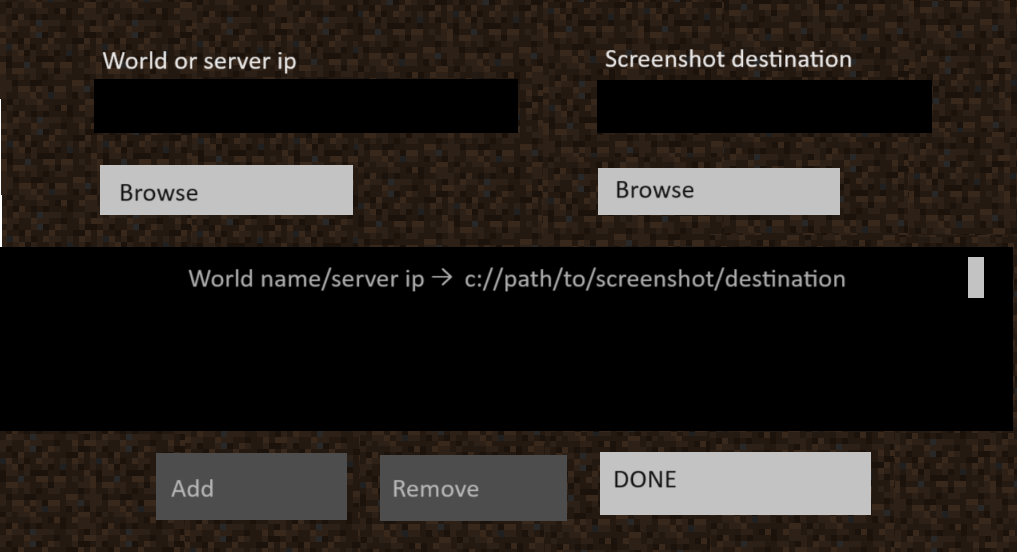 World or server ip
Screenshot destination
Browse
Browse
World name/server ip → c://path/to/screenshot/destination
Add
Remove
DONE